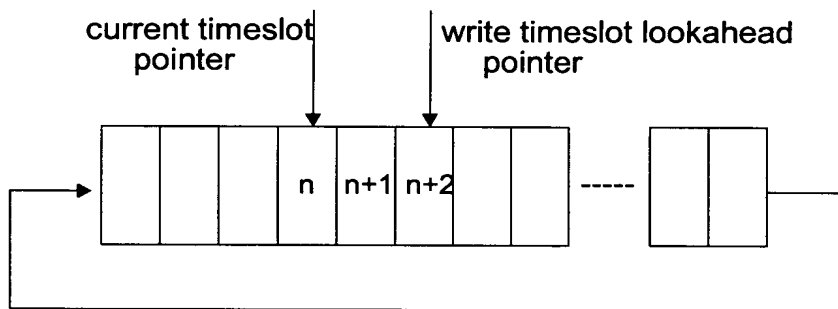 current timeslot
pointer
write timeslot lookahead
pointer
n
n+1
n+2